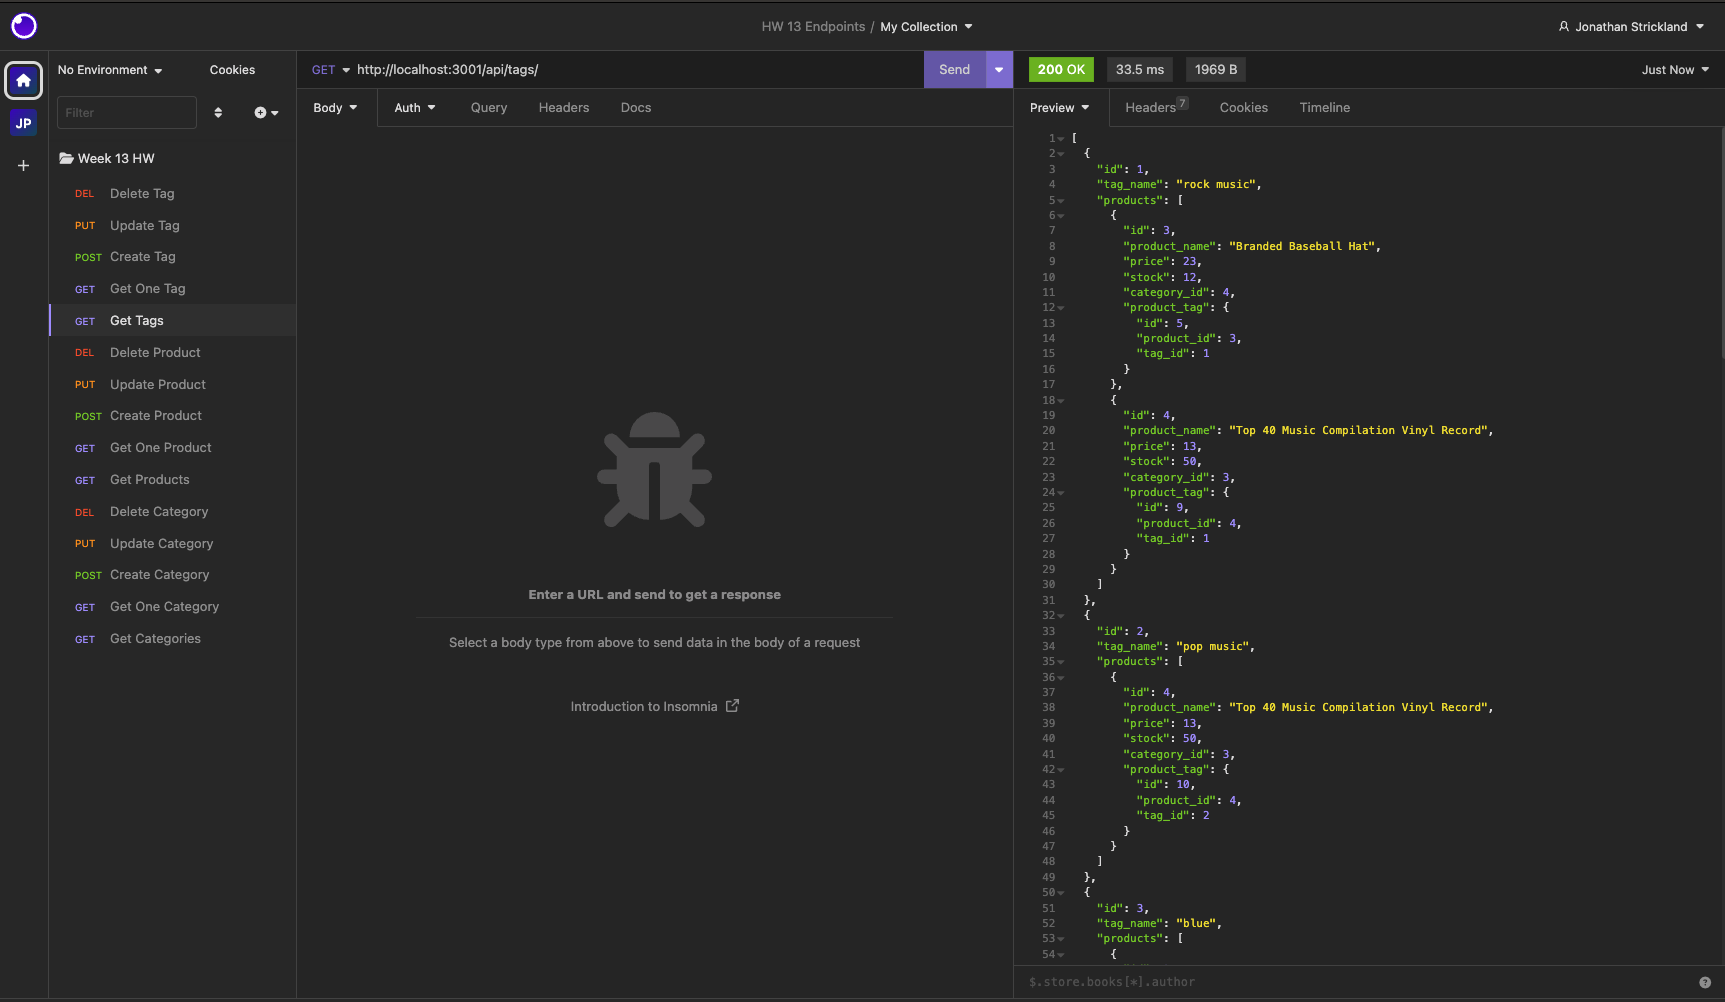 HW 13 Endpoints / My Collection
Jonathan Strickland
JP
No Environment
Cookies
Filter
Week 13 HW
DEL Delete Tag
PUT Update Tag
POST Create Tag
GET Get One Tag
GET Get Tags
DEL Delete Product
PUT Update Product
POST Create Product
GET Get One Product
GET Get Products
DEL Delete Category
PUT Update Category
POST Create Category
GET Get One Category
GET Get Categories
GET http://localhost:3001/api/tags/ Send
Body Auth Query Headers Docs
Enter a URL and send to get a response
Select a body type from above to send data in the body of a request
Introduction to Insomnia
200 OK 33.5 ms 1969 B Just Now
Preview Headers 7 Cookies Timeline
1 [
2 {
3 "id": 1,
4 "tag_name": "rock music",
5 "products": [
6 {
7 "id": 3,
8 "product_name": "Branded Baseball Hat",
9 "price": 23,
10 "stock": 12,
11 "category_id": 4,
12 "product_tag": {
13 "id": 5,
14 "product_id": 3,
15 "tag_id": 1
16 }
17 },
18 {
19 "id": 4,
20 "product_name": "Top 40 Music Compilation Vinyl Record",
21 "price": 13,
22 "stock": 50,
23 "category_id": 3,
24 "product_tag": {
25 "id": 9,
26 "product_id": 4,
27 "tag_id": 1
28 }
29 }
30 ]
31 },
32 {
33 "id": 2,
34 "tag_name": "pop music",
35 "products": [
36 {
37 "id": 4,
38 "product_name": "Top 40 Music Compilation Vinyl Record",
39 "price": 13,
40 "stock": 50,
41 "category_id": 3,
42 "product_tag": {
43 "id": 10,
44 "product_id": 4,
45 "tag_id": 2
46 }
47 }
48 ]
49 },
50 {
51 "id": 3,
52 "tag_name": "blue",
53 "products": [
54 {
$.store.books[*].author